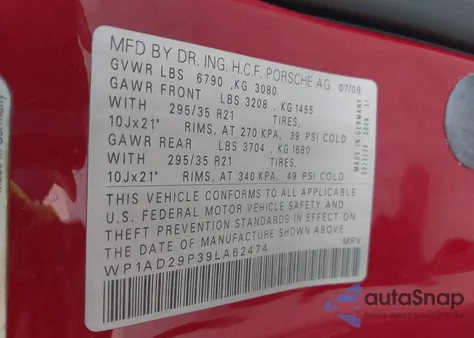 MFD BY DR. ING. H.C.F. PORSCHE AG 07/08
GVWR LBS 6790 ,KG 3080
GAWR FRONT LBS 3208 ,KG 1455
WITH 295/35 R21 TIRES,
10Jx21" RIMS, AT 270 KPA, 39 PSI COLD
GAWR REAR LBS 3704 ,KG 1680
WITH 295/35 R21 TIRES,
10Jx21" RIMS, AT 340 KPA, 49 PSI COLD
THIS VEHICLE CONFORMS TO ALL APPLICABLE
U.S. FEDERAL MOTOR VEHICLE SAFETY AND
THEFT PREVENTION STANDARDS IN EFFECT ON
THE DATE OF MANUFACTURE SHOWN ABOVE
WP1AD29P39LA62474 MPV
MADE IN GERMANY
autoSnap